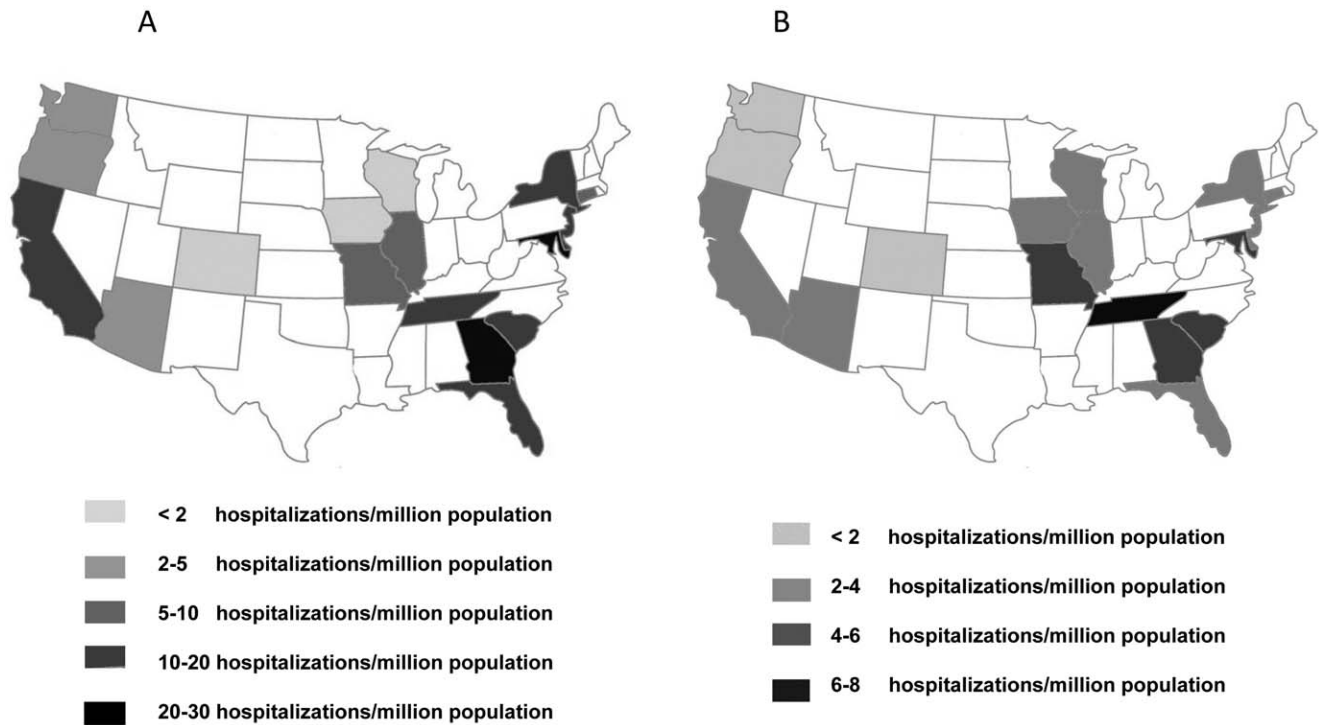 A
B
< 2 hospitalizations/million population
2-5 hospitalizations/million population
5-10 hospitalizations/million population
10-20 hospitalizations/million population
20-30 hospitalizations/million population
< 2 hospitalizations/million population
2-4 hospitalizations/million population
4-6 hospitalizations/million population
6-8 hospitalizations/million population